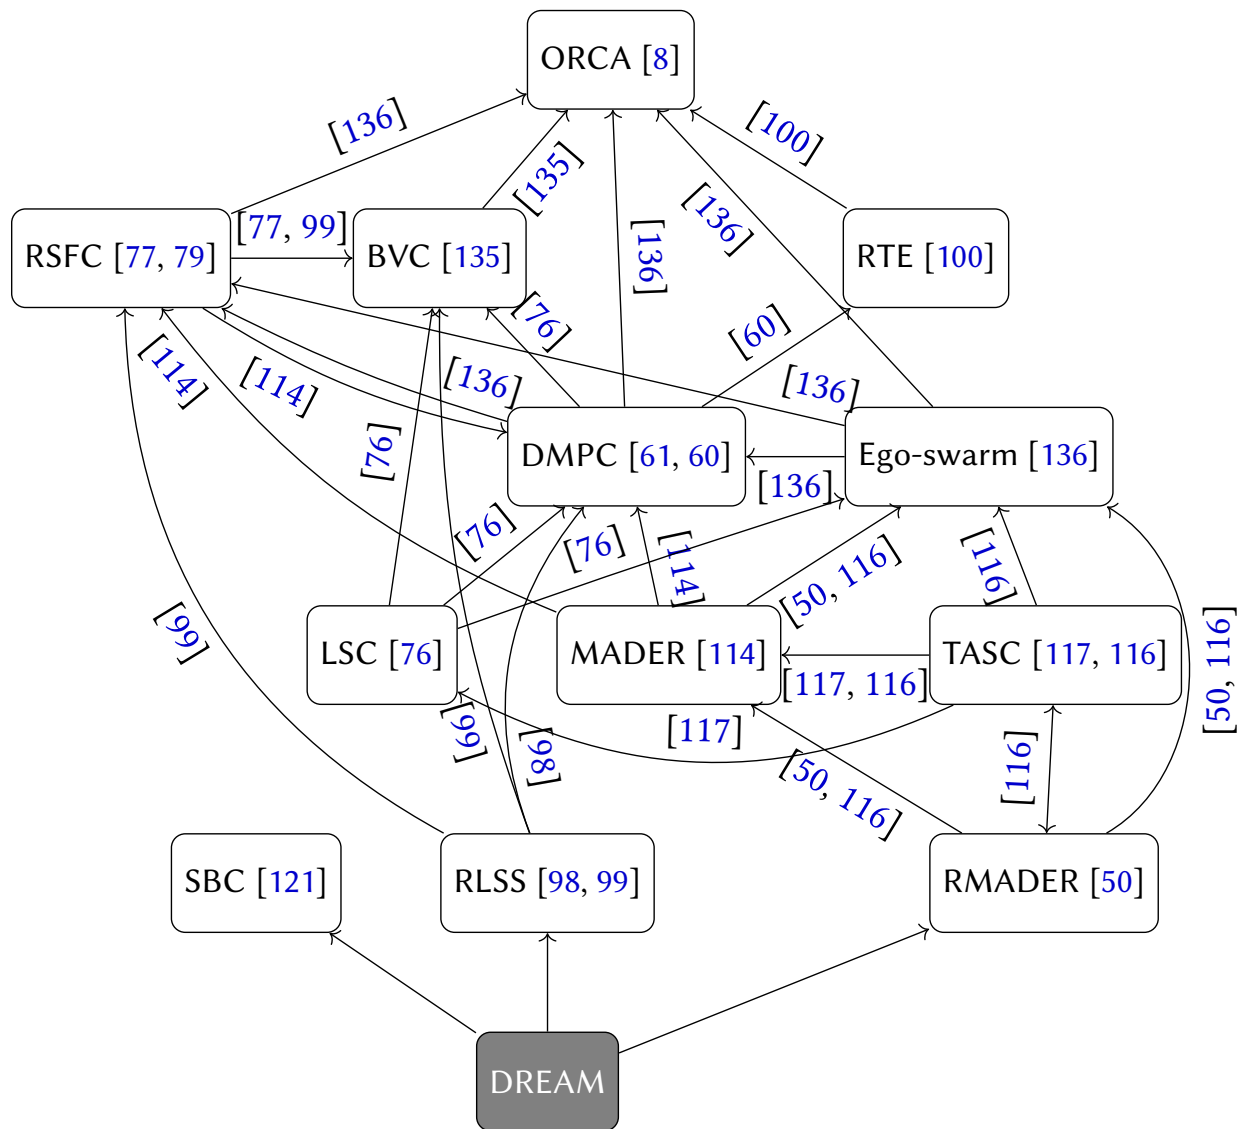 ORCA [8]
[136]
[100]
[135]
[136]
[77, 99]
[136]
RSFC [77, 79]
BVC [135]
RTE [100]
[76]
[60]
[114]
[114]
[136]
[136]
[76]
DMPC [61, 60]
Ego-swarm [136]
[136]
[76]
[76]
[114]
[50, 116]
[116]
[99]
LSC [76]
MADER [114]
TASC [117, 116]
[117, 116]
[50, 116]
[99]
[98]
[117]
[50, 116]
[116]
SBC [121]
RLSS [98, 99]
RMADER [50]
DREAM